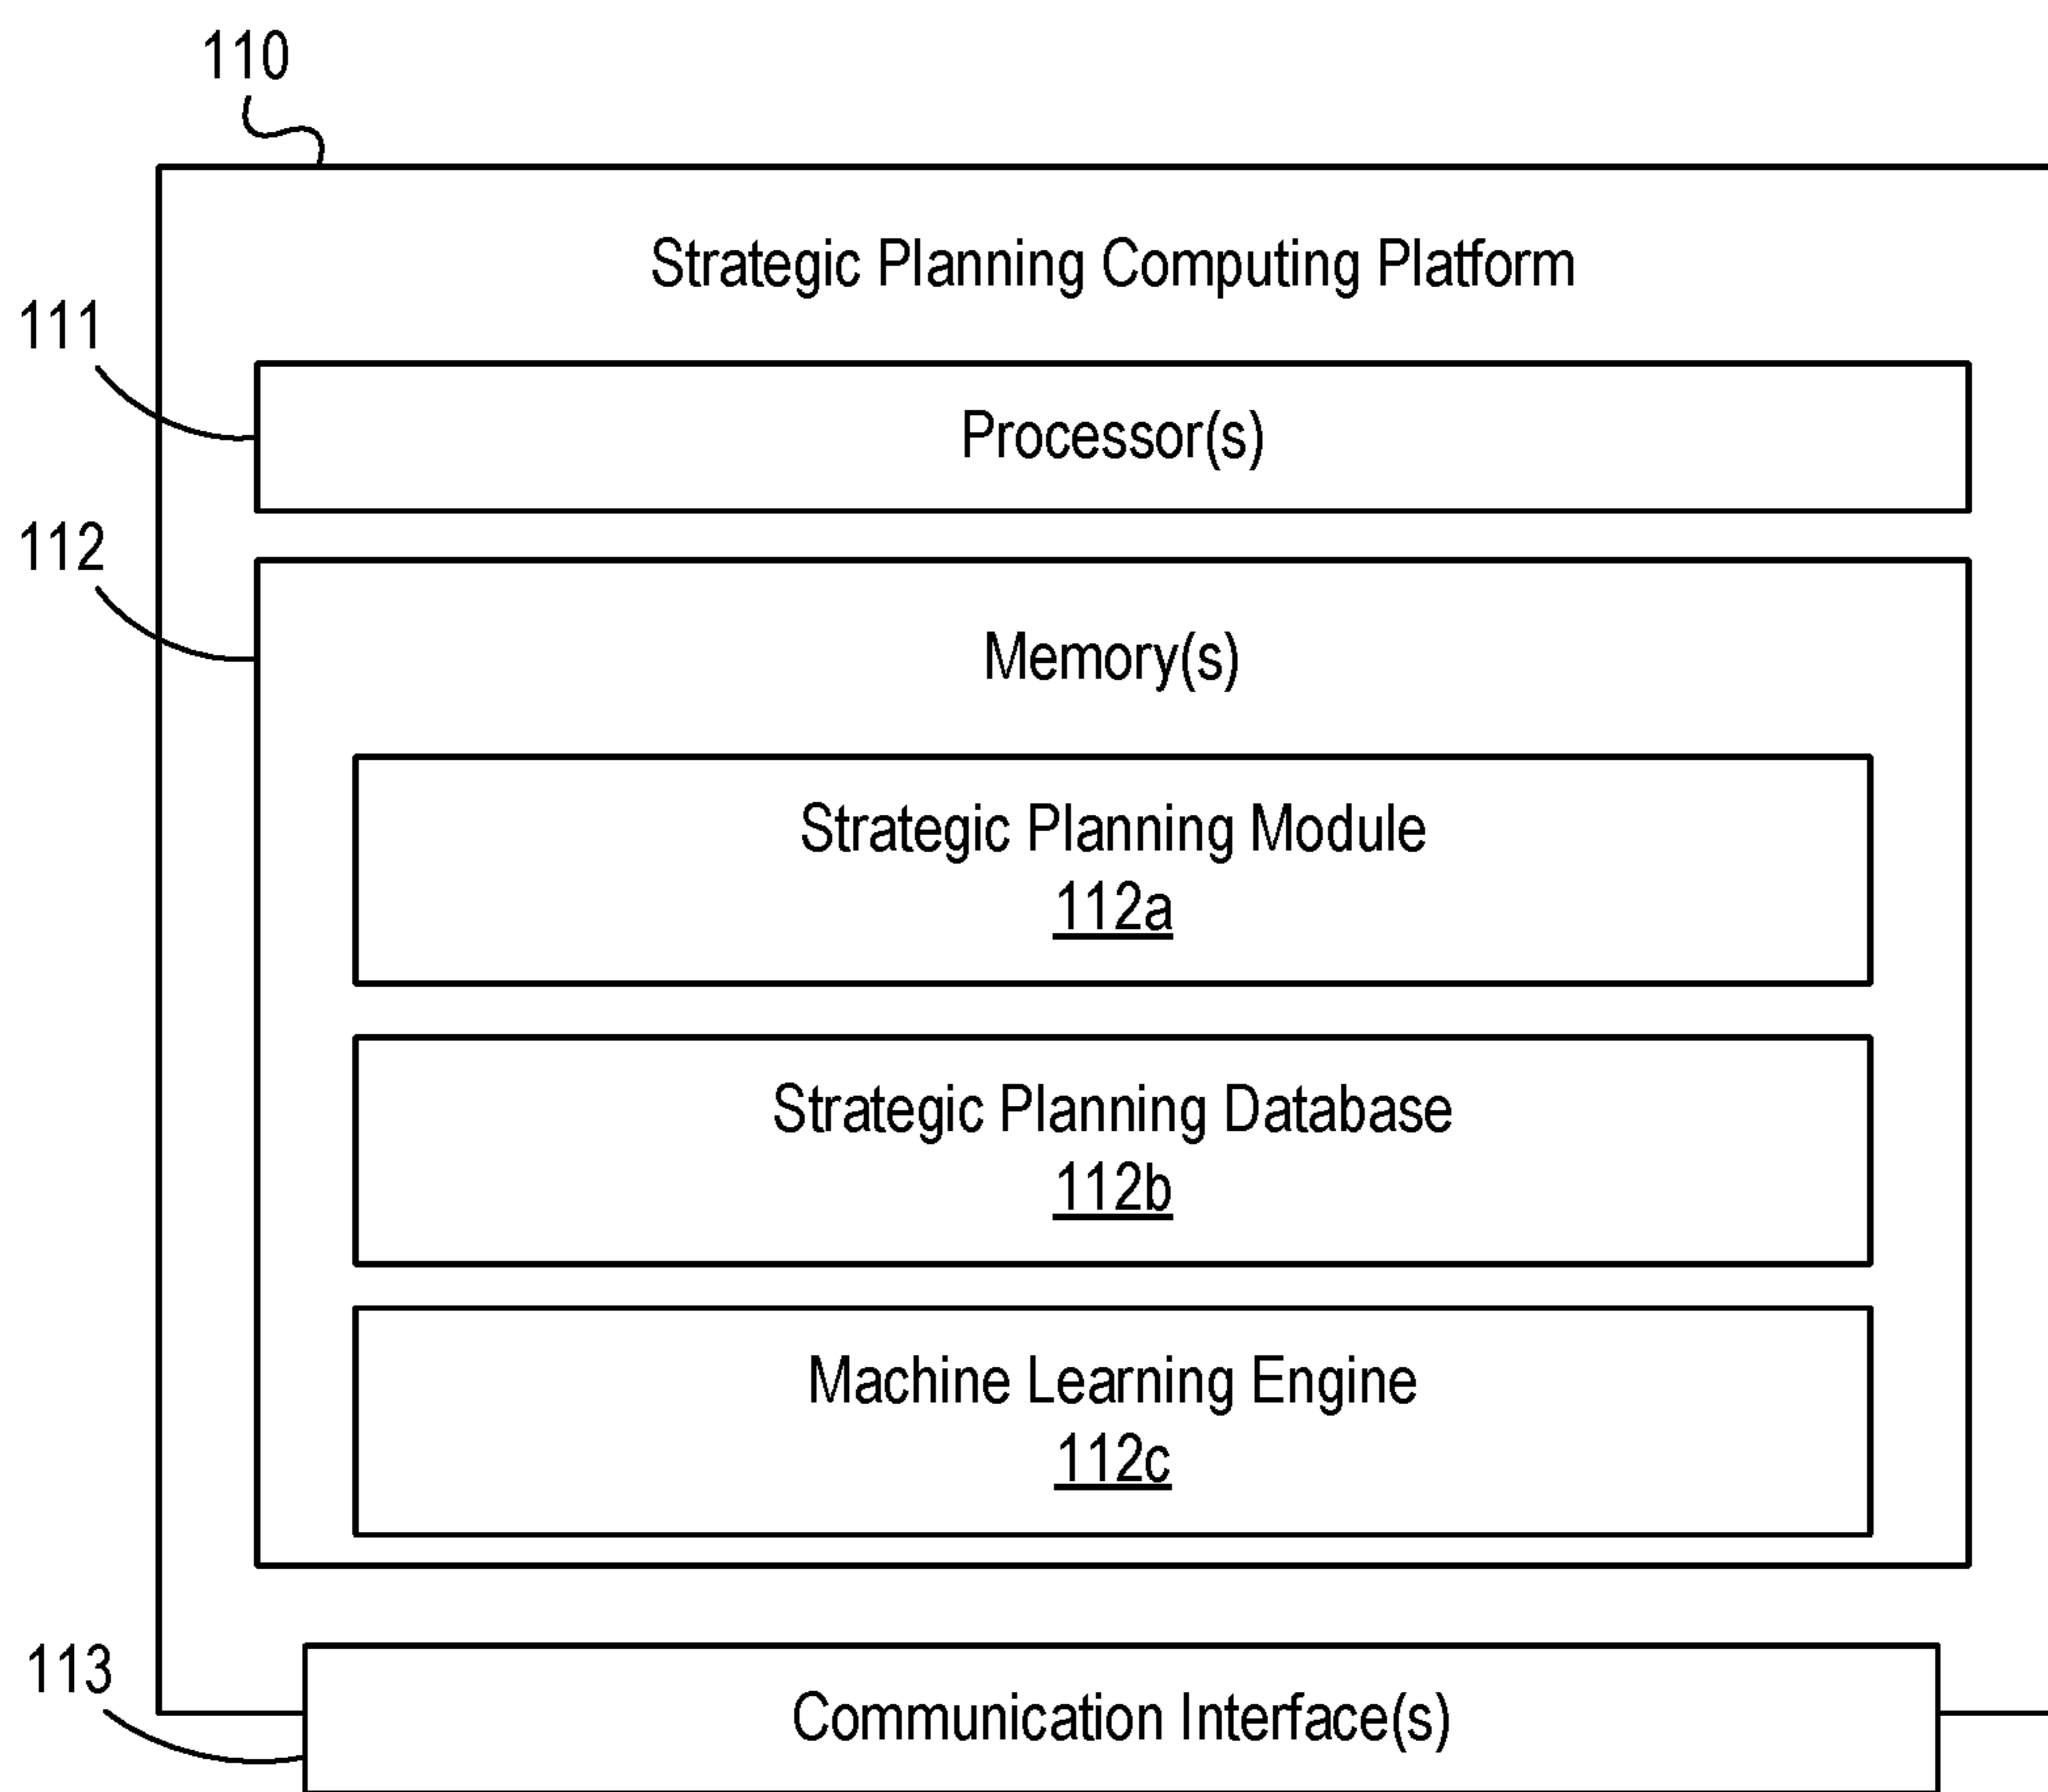 110
Strategic Planning Computing Platform
111
Processor(s)
112
Memory(s)
Strategic Planning Module
112a
Strategic Planning Database
112b
Machine Learning Engine
112c
113
Communication Interface(s)